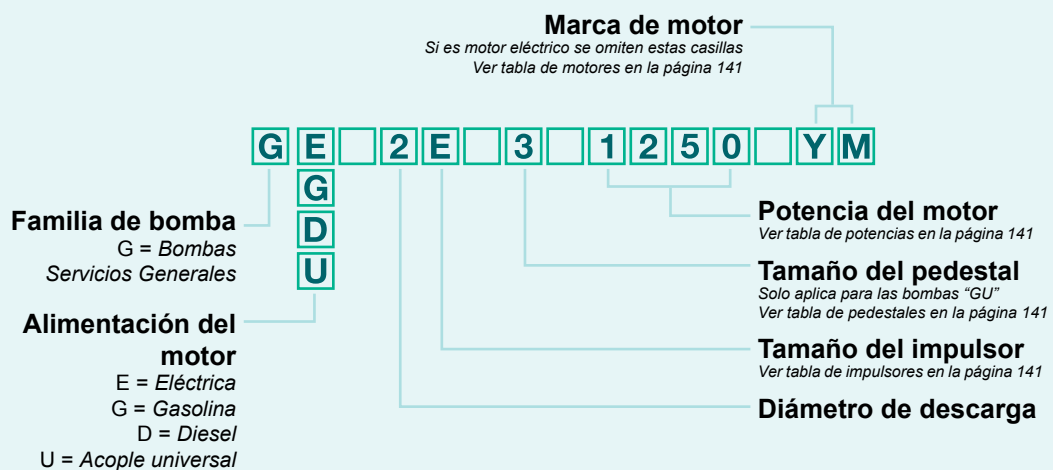 Marca de motor
Si es motor eléctrico se omiten estas casillas
Ver tabla de motores en la página 141
G E 2 E 3 1 2 5 0 Y M
G
D
U
Familia de bomba
G = Bombas
Servicios Generales
Alimentación del
motor
E = Eléctrica
G = Gasolina
D = Diesel
U = Acople universal
Potencia del motor
Ver tabla de potencias en la página 141
Tamaño del pedestal
Solo aplica para las bombas “GU”
Ver tabla de pedestales en la página 141
Tamaño del impulsor
Ver tabla de impulsores en la página 141
Diámetro de descarga